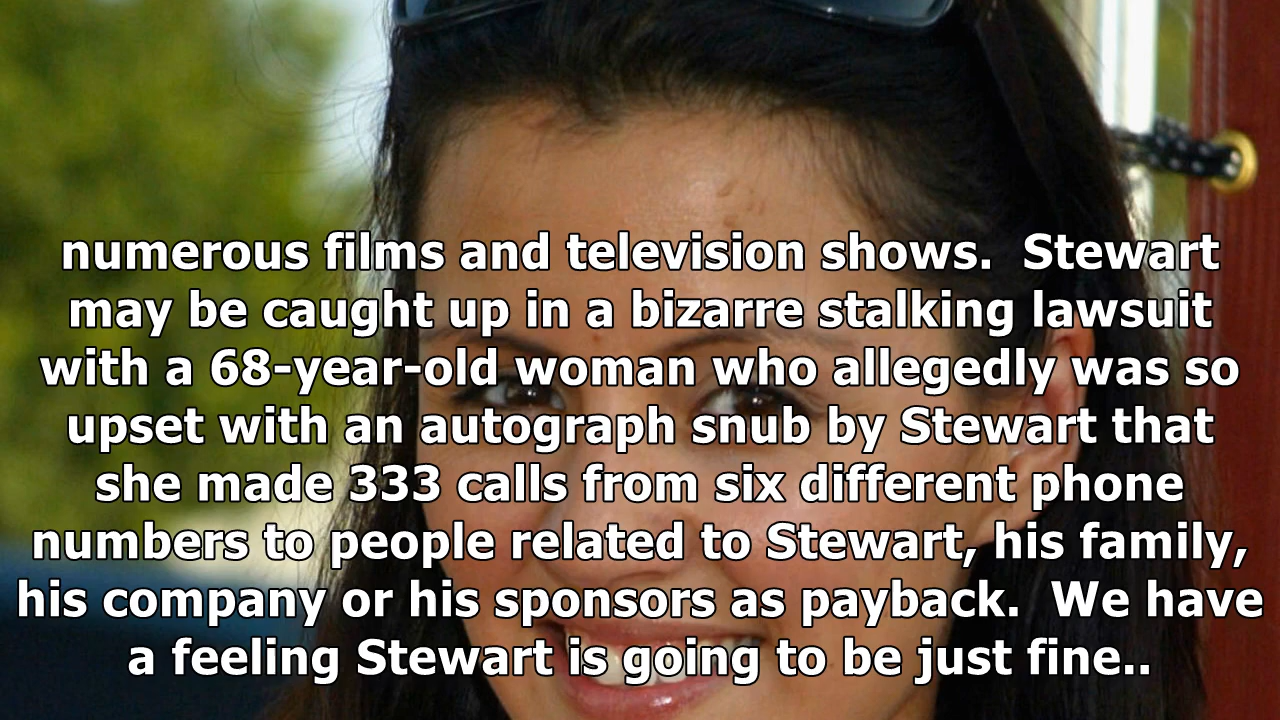 numerous films and television shows.  Stewart
may be caught up in a bizarre stalking lawsuit
with a 68-year-old woman who allegedly was so
upset with an autograph snub by Stewart that
she made 333 calls from six different phone
numbers to people related to Stewart, his family,
his company or his sponsors as payback.  We have
a feeling Stewart is going to be just fine..